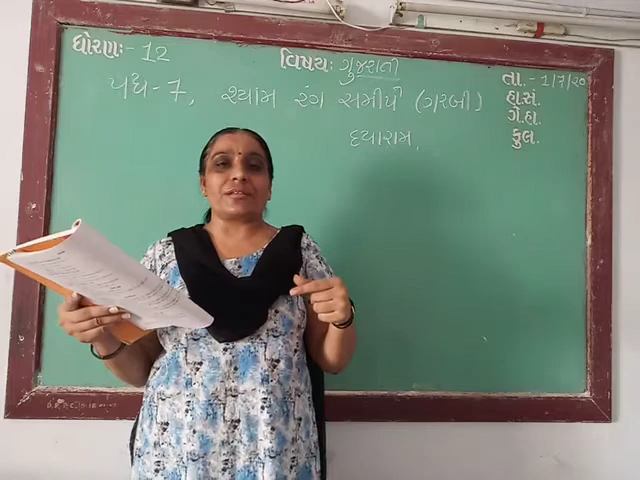 ધોરણઃ- 12
વિષયઃ ગુજરાતી
તા.- 1/7/20
પદ્ય-7, શ્યામ રંગ સમીપે (ગરબી)
હા.સં.
ગે.હા.
દયારામ.
કુલ.